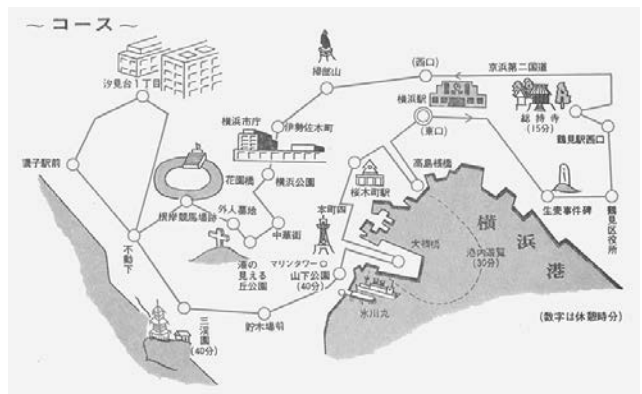 ～コース～
汐見台1丁目
掃部山
(西口)
京浜第二国道
横浜駅
総持寺
(15分)
横浜市庁
伊勢佐木町
(東口)
鶴見駅西口
磯子駅前
花園橋
横浜公園
高島桟橋
桜木町駅
根岸競馬場跡
外人墓地
本町四
生麦事件碑
鶴見区役所
中華街
大桟橋
横浜港
不動下
港の
見える
丘公園
マリンタワー
山下公園
(40分)
港内遊覧
(30分)
氷川丸
三渓園
(40分)
貯木場前
(数字は休憩時分)